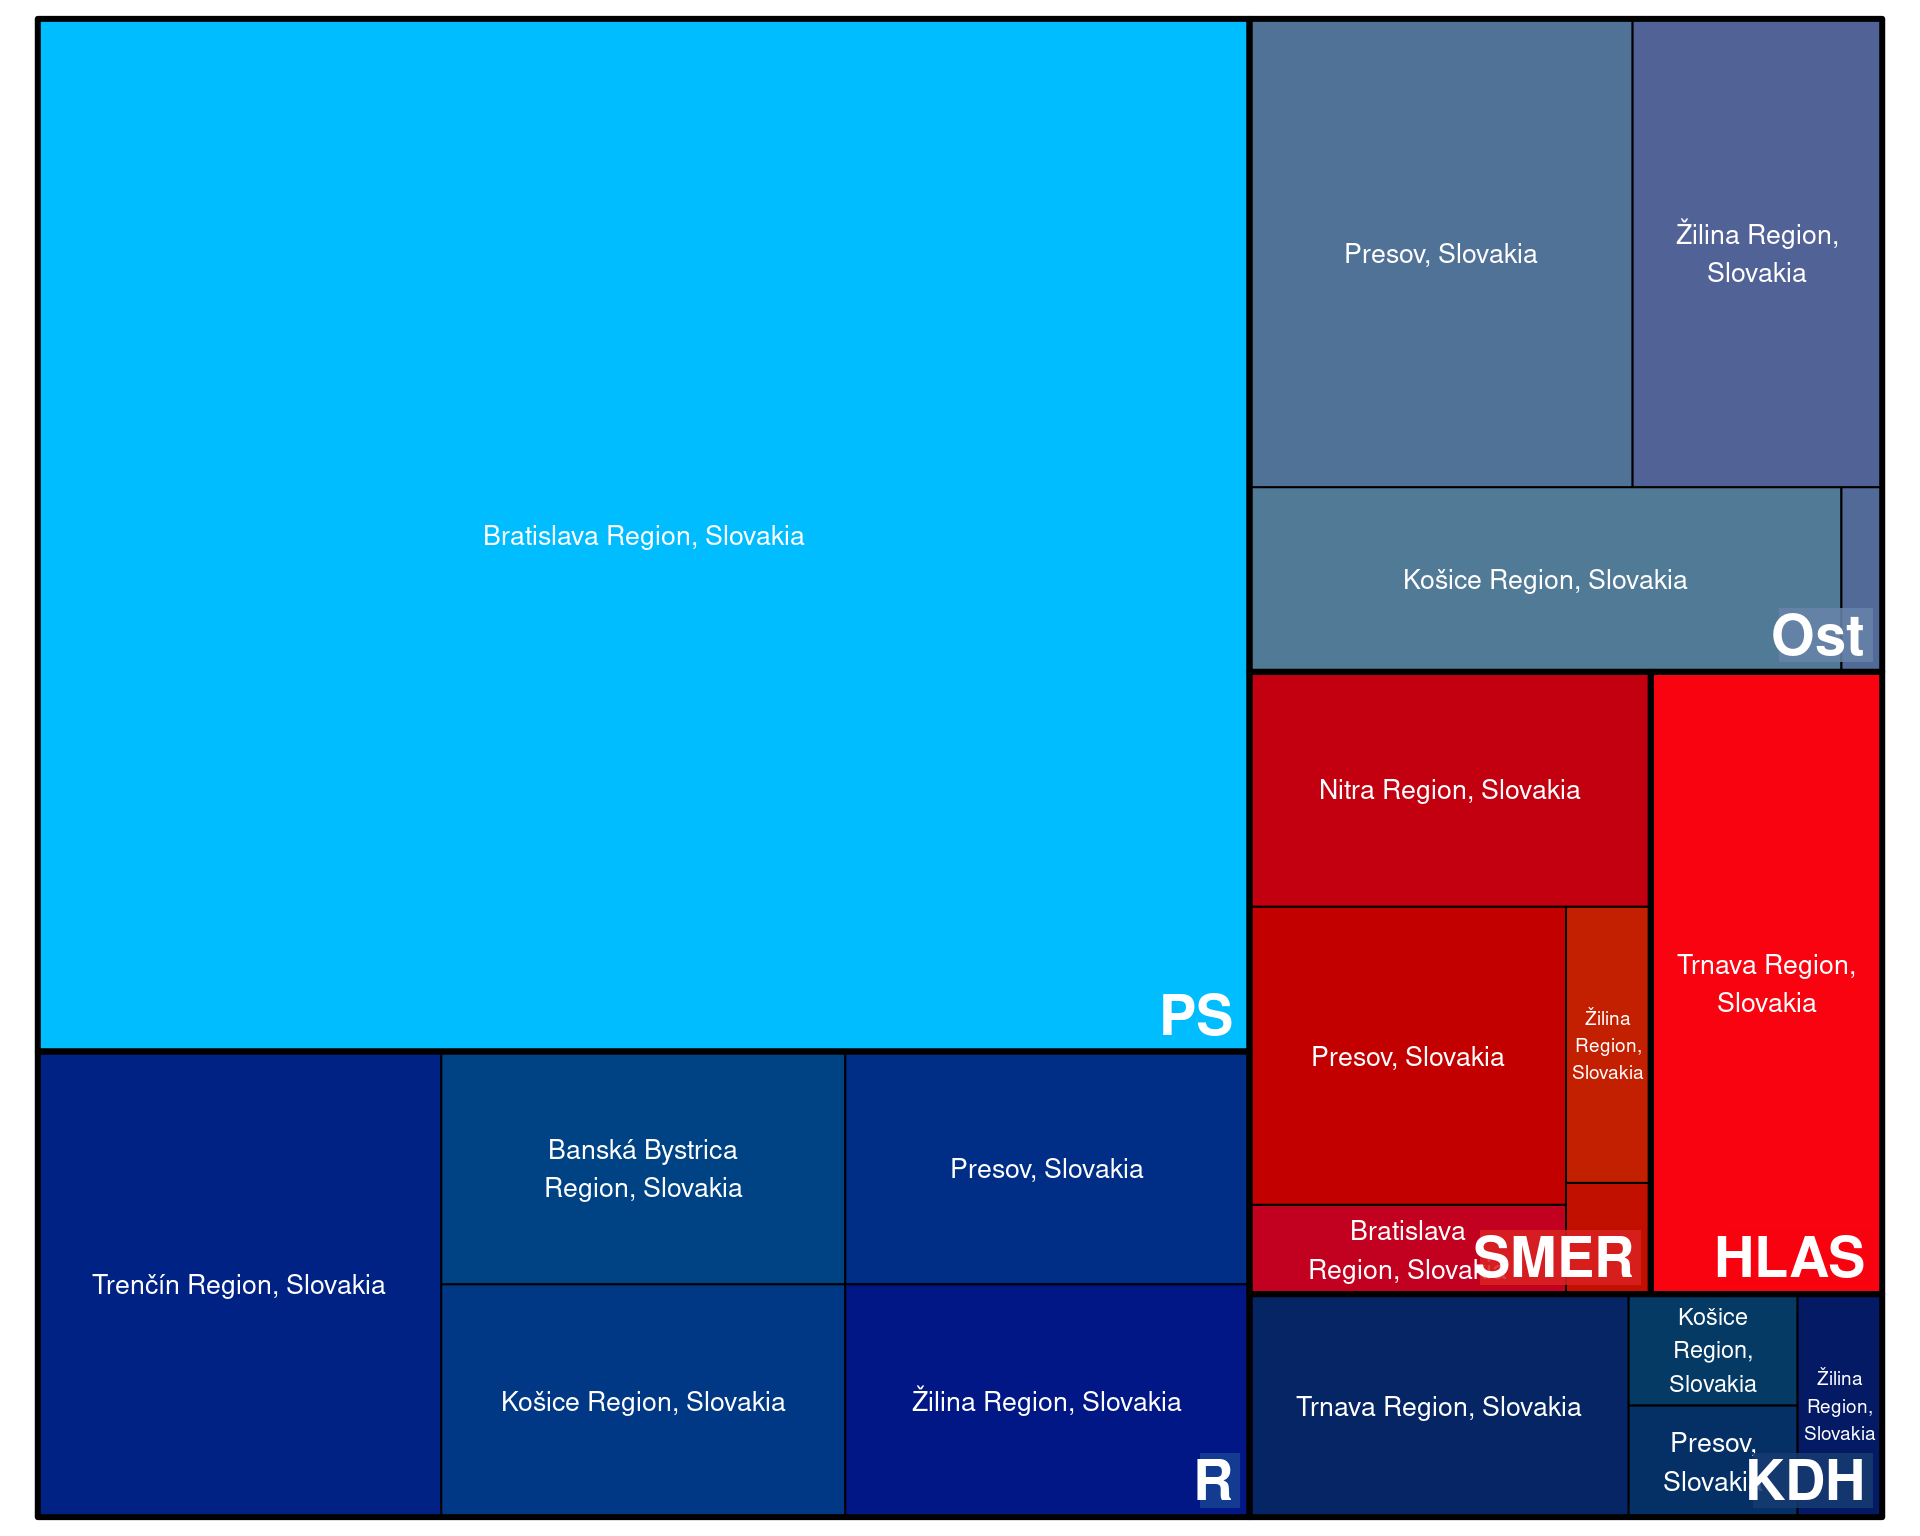 Bratislava Region, Slovakia
PS
Presov, Slovakia
Žilina Region,
Slovakia
Košice Region, Slovakia
Ost
Nitra Region, Slovakia
Presov, Slovakia
Žilina
Region,
Slovakia
Bratislava
Region, Slovakia
SMER
Trnava Region,
Slovakia
HLAS
Trenčín Region, Slovakia
Banská Bystrica
Region, Slovakia
Presov, Slovakia
Košice Region, Slovakia
Žilina Region, Slovakia
R
Trnava Region, Slovakia
Košice
Region,
Slovakia
Presov,
Slovakia
Žilina
Region,
Slovakia
KDH